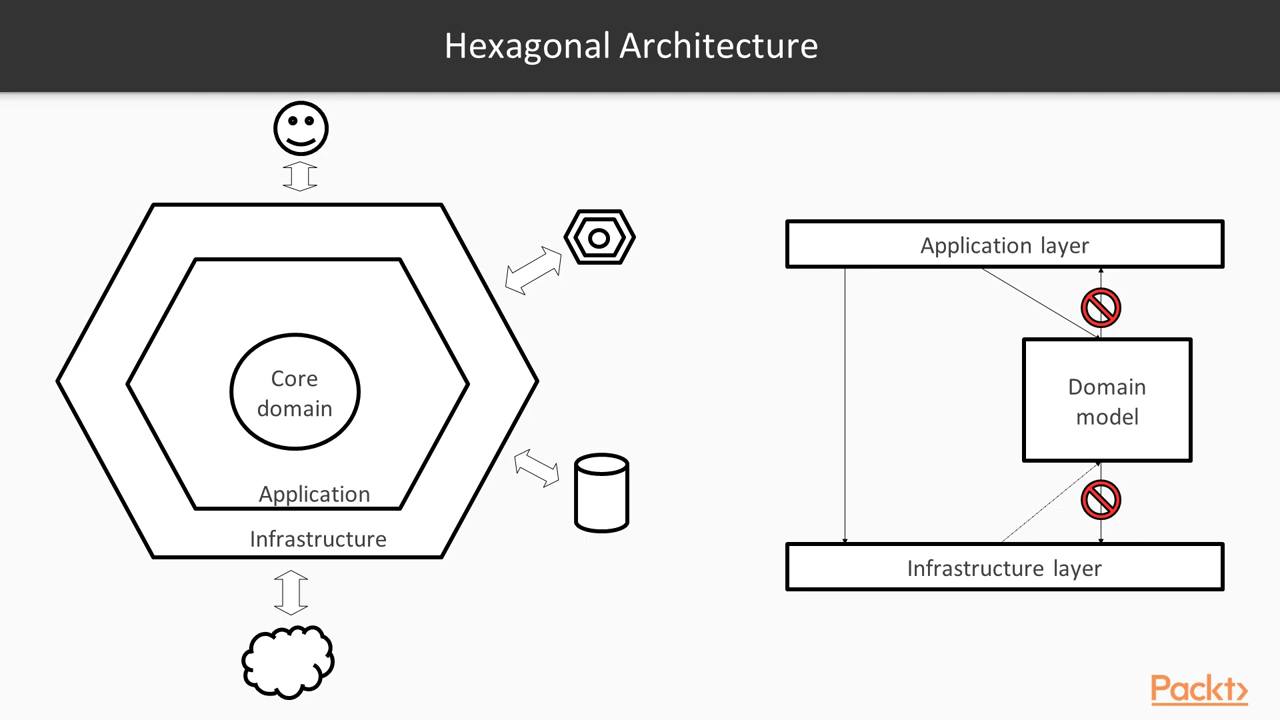 Hexagonal Architecture
Core
domain
Application
Infrastructure
Application layer
Domain
model
Infrastructure layer
Packt>